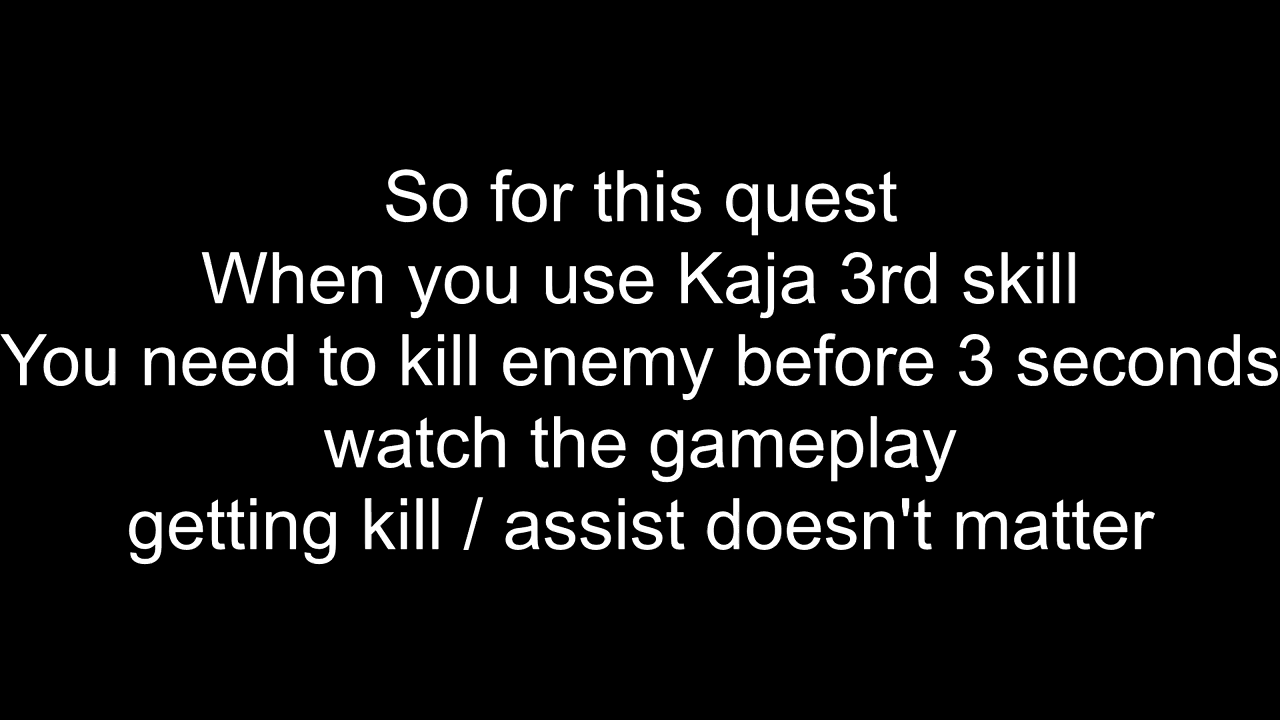 So for this quest
When you use Kaja 3rd skill
You need to kill enemy before 3 seconds
watch the gameplay
getting kill / assist doesn't matter